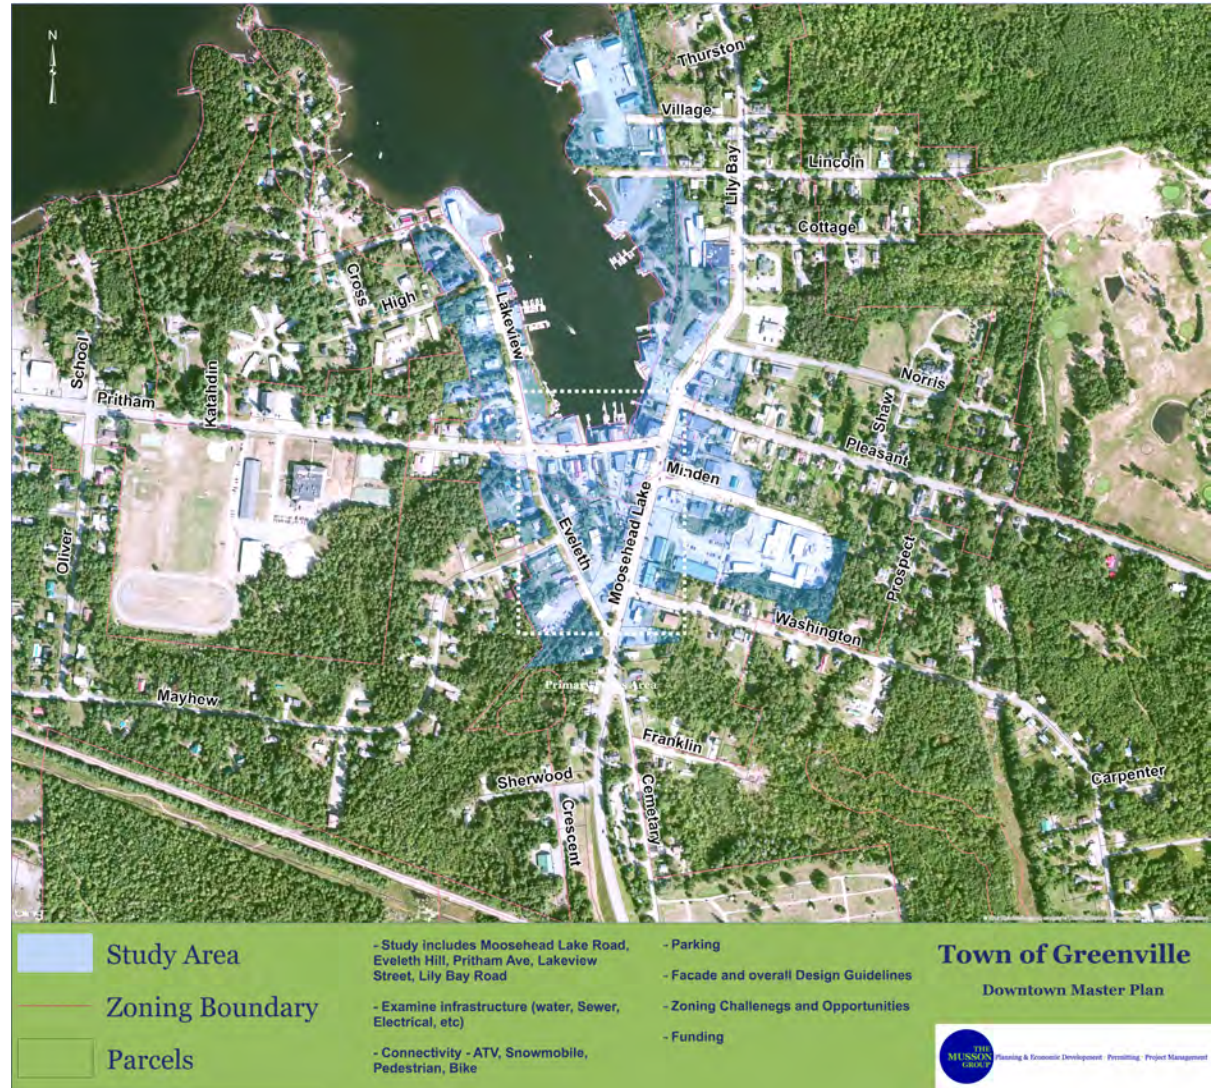 N
Thurston
Village
Lily Bay
Lincoln
Cottage
Cross
High
Lakeview
School
Katahdin
Pritham
Norris
Shaw
Pleasant
Minden
Moosehead Lake
Eveleth
Oliver
Prospect
Washington
Mayhew
Franklin
Sherwood
Cemetary
Crescent
Carpenter
Study Area
Zoning Boundary
Parcels
- Study includes Moosehead Lake Road,
Eveleth Hill, Pritham Ave, Lakeview
Street, Lily Bay Road
- Examine infrastructure (water, Sewer,
Electrical, etc)
- Connectivity - ATV, Snowmobile,
Pedestrian, Bike
- Parking
- Facade and overall Design Guidelines
- Zoning Challenegs and Opportunities
- Funding
Town of Greenville
Downtown Master Plan
THE
MUSSON
GROUP
Planning & Economic Development · Permitting · Project Management